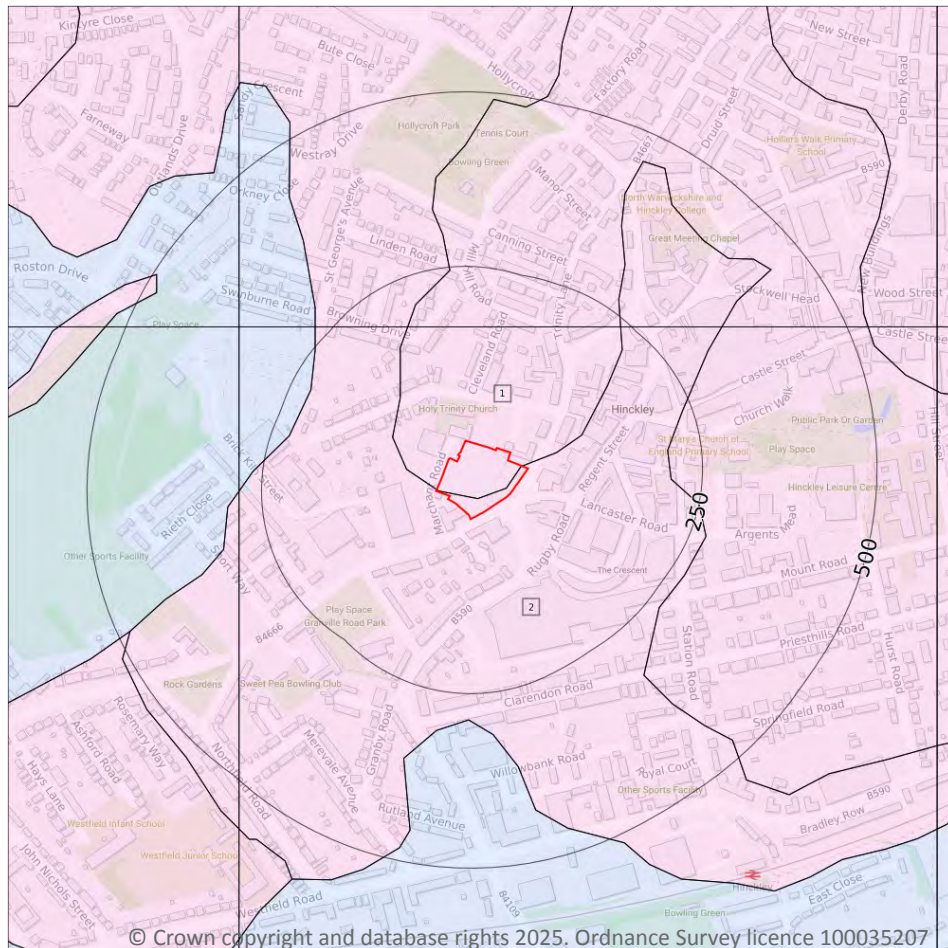 Kintyre Close
Bute Close
Hollycroft
Factory Road
New Street
Derby Road
Farneway
Sandy Crescent
Druid Street
Hollycroft Park
Tennis Court
B4667
Hollier's Walk Primary
School
Outlands Drive
Westray Drive
Bowling Green
B590
Orkney Close
Manor Street
North Warwickshire and
Hinckley College
St George's Avenue
Canning Street
Great Meeting Chapel
Linden Road
Mill
Hill Road
New Buildings
Roston Drive
Swinburne Road
Stockwell Head
Wood Street
Play Space
Browning Drive
Cleveland Road
Trinity Lane
Castle Street
Castle Street
1
Holy Trinity Church
Hinckley
Church Walk
Public Park Or Garden
Hill Street
Brick Kiln Street
Marchant Road
Regent Street
St Mary's Church of
England Primary School
Play Space
Hinckley Leisure Centre
Rieth Close
Lancaster Road
250
Argents Mead
500
Other Sports Facility
Rugby Road
The Crescent
Mount Road
Play Space
Granville Road Park
B590
2
B4666
Station Road
Priesthills Road
Hurst Road
Rock Gardens
Sweet Pea Bowling Club
Clarendon Road
Rosemary Way
Springfield Road
Ashford Road
Granby Road
Merevale Avenue
Northfield Road
Willowbank Road
Royal Court
Hays Lane
Other Sports Facility
B590
Rutland Avenue
Bradley Row
Westfield Infant School
Westfield Junior School
John Nichols Street
Hinckley
East Close
B4109
Westfield Road
Bowling Green
© Crown copyright and database rights 2025. Ordnance Survey licence 100035207